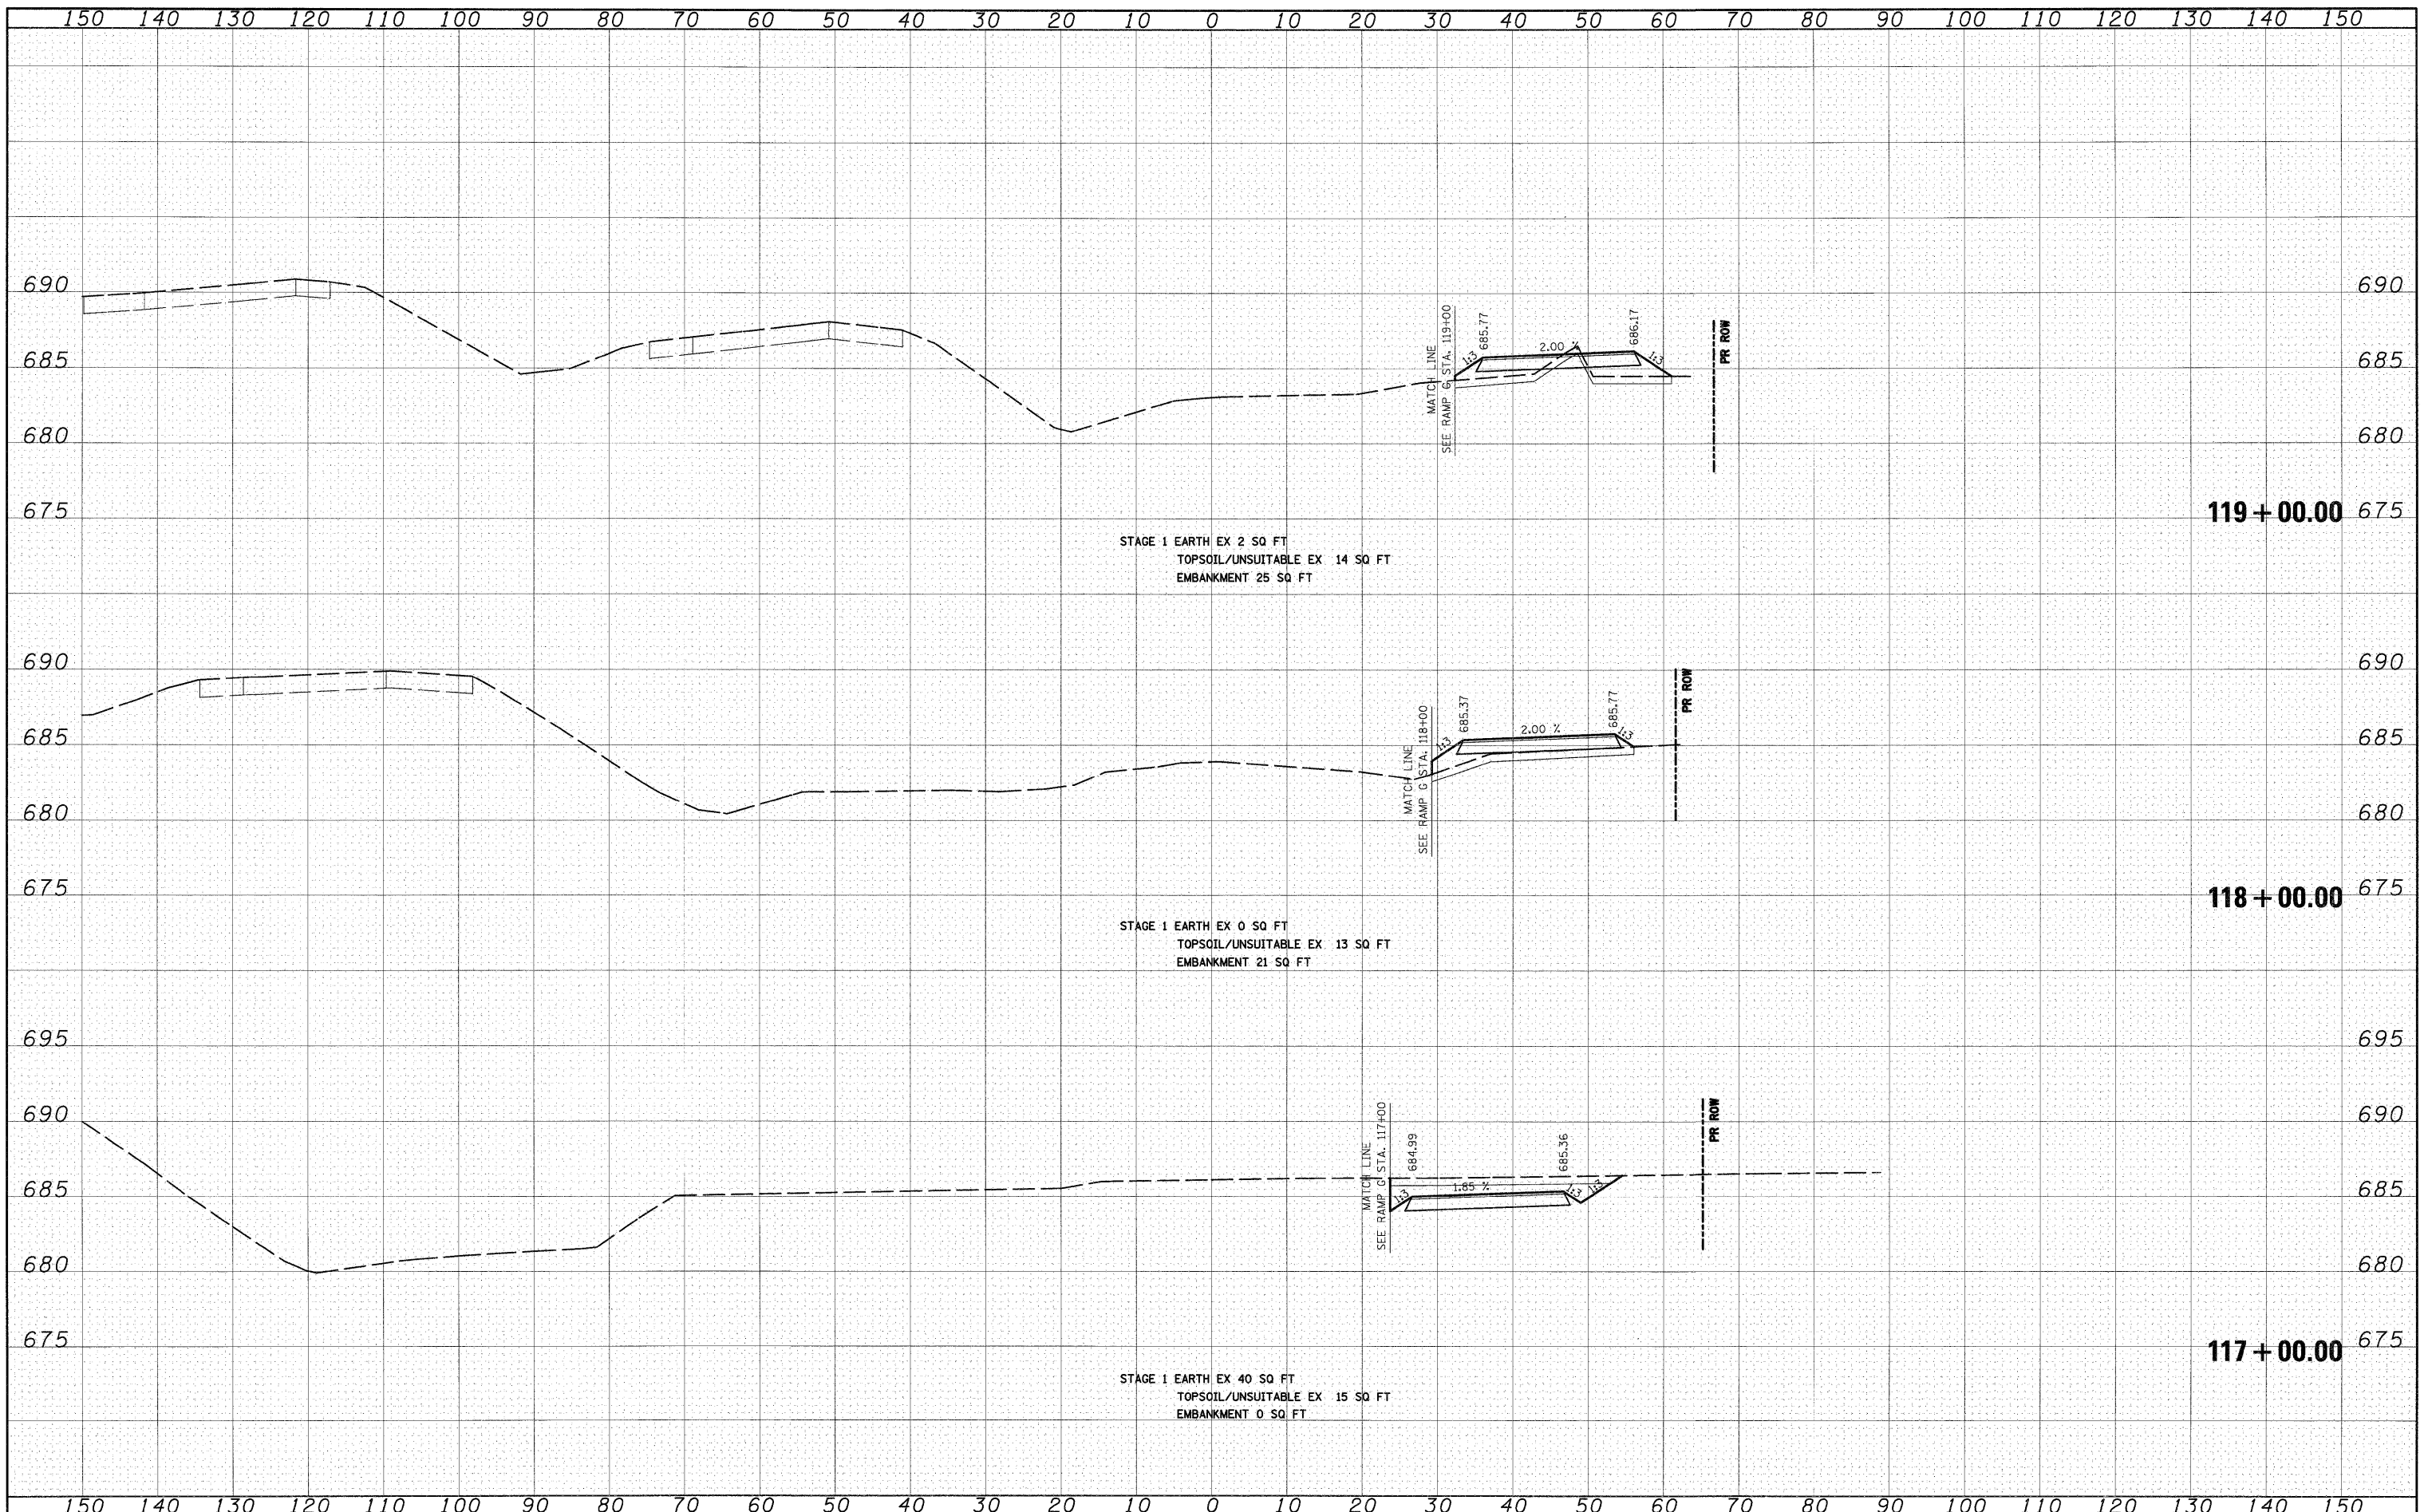 150 140 130 120 110 100 90 80 70 60 50 40 30 20 10 0 10 20 30 40 50 60 70 80 90 100 110 120 130 140 150
690 690
685 685
680 680
675 675
MATCH LINE
SEE RAMP G STA. 119+00
685.77
686.17
1:3
2.00 %
1:3
PR ROW
119+00.00
STAGE 1 EARTH EX 2 SQ FT
TOPSOIL/UNSUITABLE EX 14 SQ FT
EMBANKMENT 25 SQ FT
690 690
685 685
680 680
675 675
MATCH LINE
SEE RAMP G STA. 118+00
685.37
685.77
1:3
2.00 %
1:3
PR ROW
118+00.00
STAGE 1 EARTH EX 0 SQ FT
TOPSOIL/UNSUITABLE EX 13 SQ FT
EMBANKMENT 21 SQ FT
695 695
690 690
685 685
680 680
675 675
MATCH LINE
SEE RAMP G STA. 117+00
684.99
685.36
1:3
1.85 %
1:3
1:3
PR ROW
117+00.00
STAGE 1 EARTH EX 40 SQ FT
TOPSOIL/UNSUITABLE EX 15 SQ FT
EMBANKMENT 0 SQ FT
150 140 130 120 110 100 90 80 70 60 50 40 30 20 10 0 10 20 30 40 50 60 70 80 90 100 110 120 130 140 150